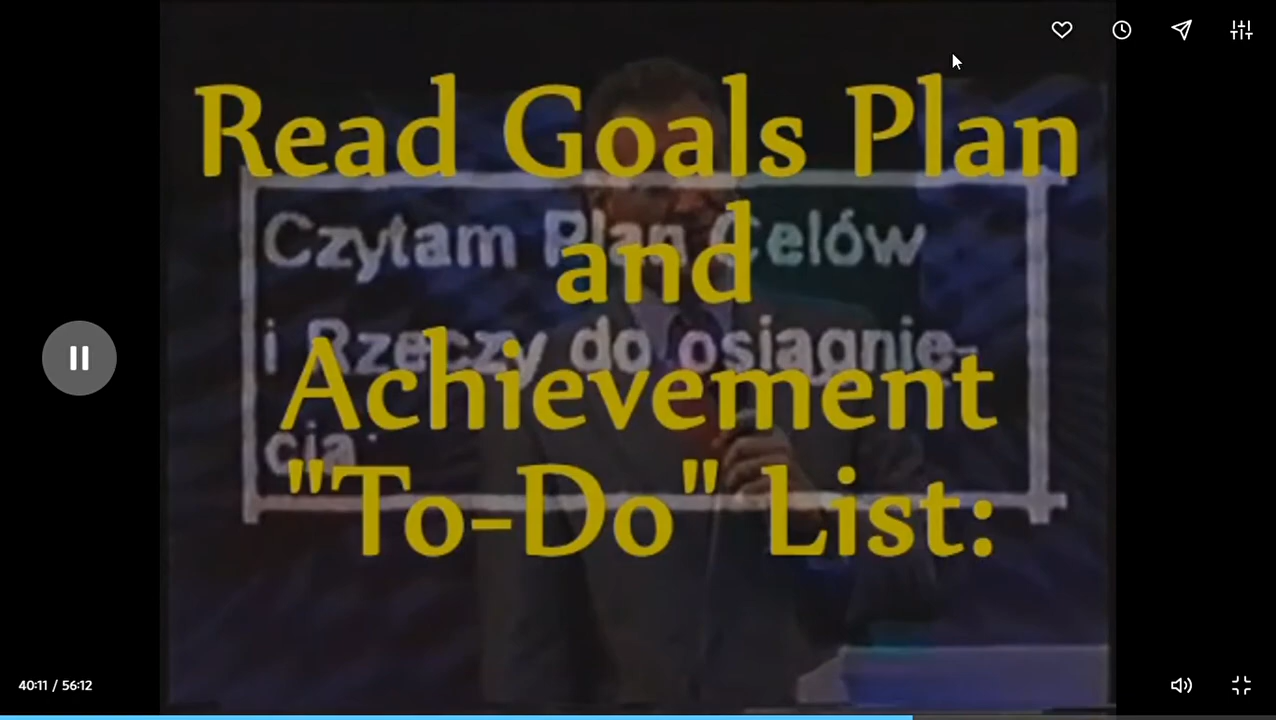 Read Goals Plan
and
Achievement
"To-Do" List:
Czytam Plan Celów
i Rzeczy do osiągnię-
cia:
40:11 / 56:12